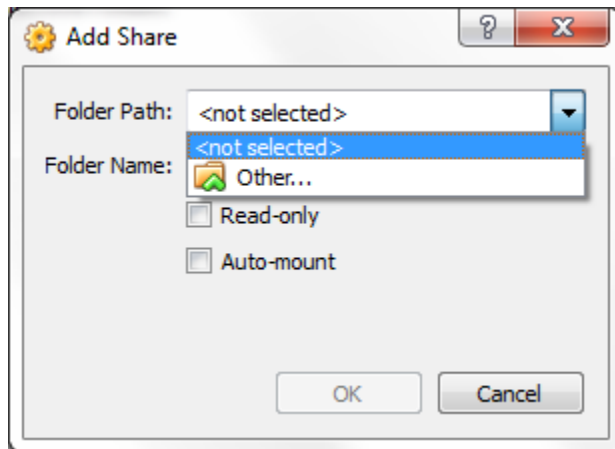 Add Share
?
Folder Path: <not selected>
<not selected>
Folder Name:
Other...
Read-only
Auto-mount
OK Cancel